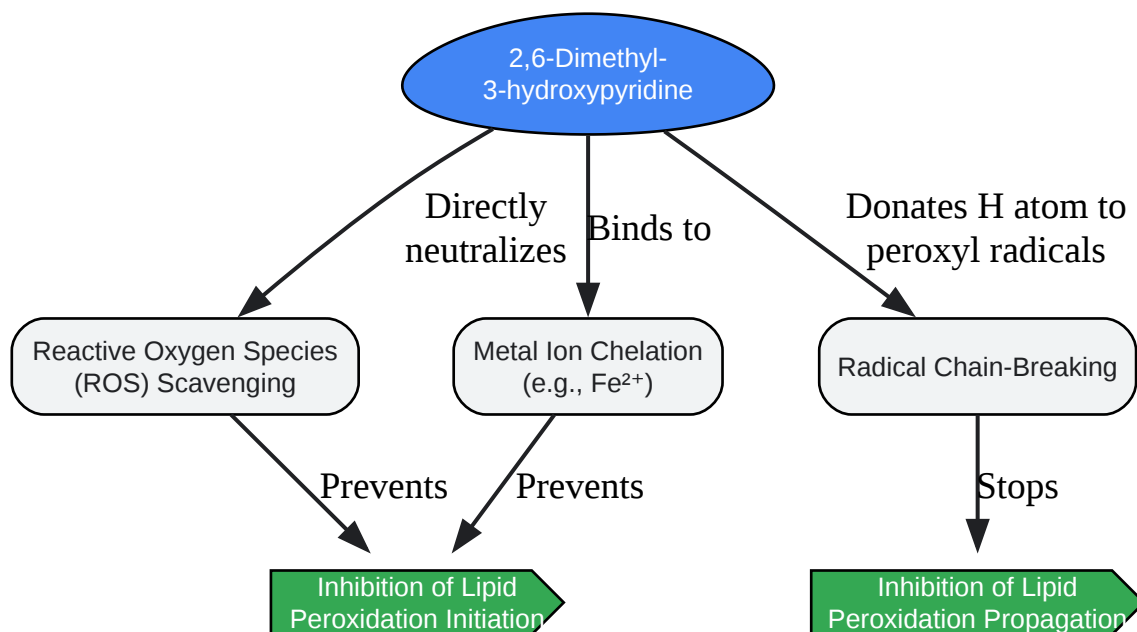 2,6-Dimethyl-
3-hydroxypyridine
Directly
neutralizes
Binds to
Donates H atom to
peroxyl radicals
Reactive Oxygen Species
(ROS) Scavenging
Metal Ion Chelation
(e.g., Fe²⁺)
Radical Chain-Breaking
Prevents
Prevents
Stops
Inhibition of Lipid
Peroxidation Initiation
Inhibition of Lipid
Peroxidation Propagation